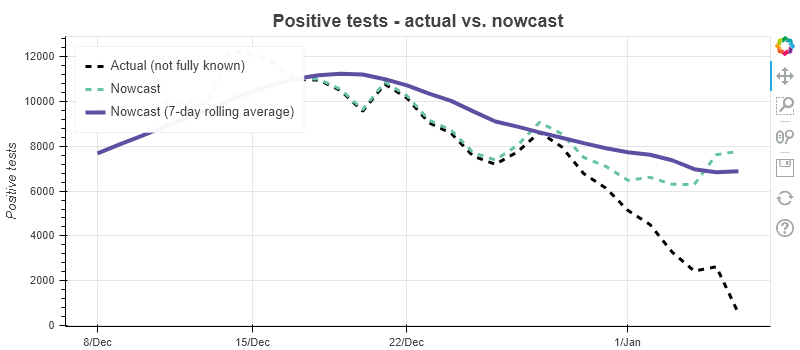 Positive tests - actual vs. nowcast
Actual (not fully known)
Nowcast
Nowcast (7-day rolling average)
Positive tests
12000
10000
8000
6000
4000
2000
0
8/Dec
15/Dec
22/Dec
1/Jan